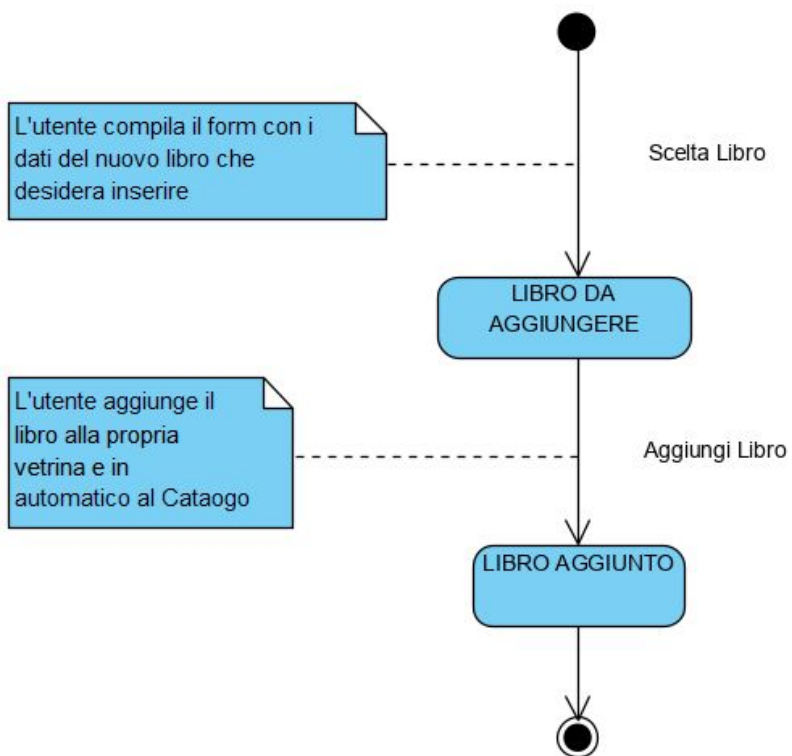 L'utente compila il form con i
dati del nuovo libro che
desidera inserire
Scelta Libro
LIBRO DA
AGGIUNGERE
L'utente aggiunge il
libro alla propria
vetrina e in
automatico al Cataogo
Aggiungi Libro
LIBRO AGGIUNTO